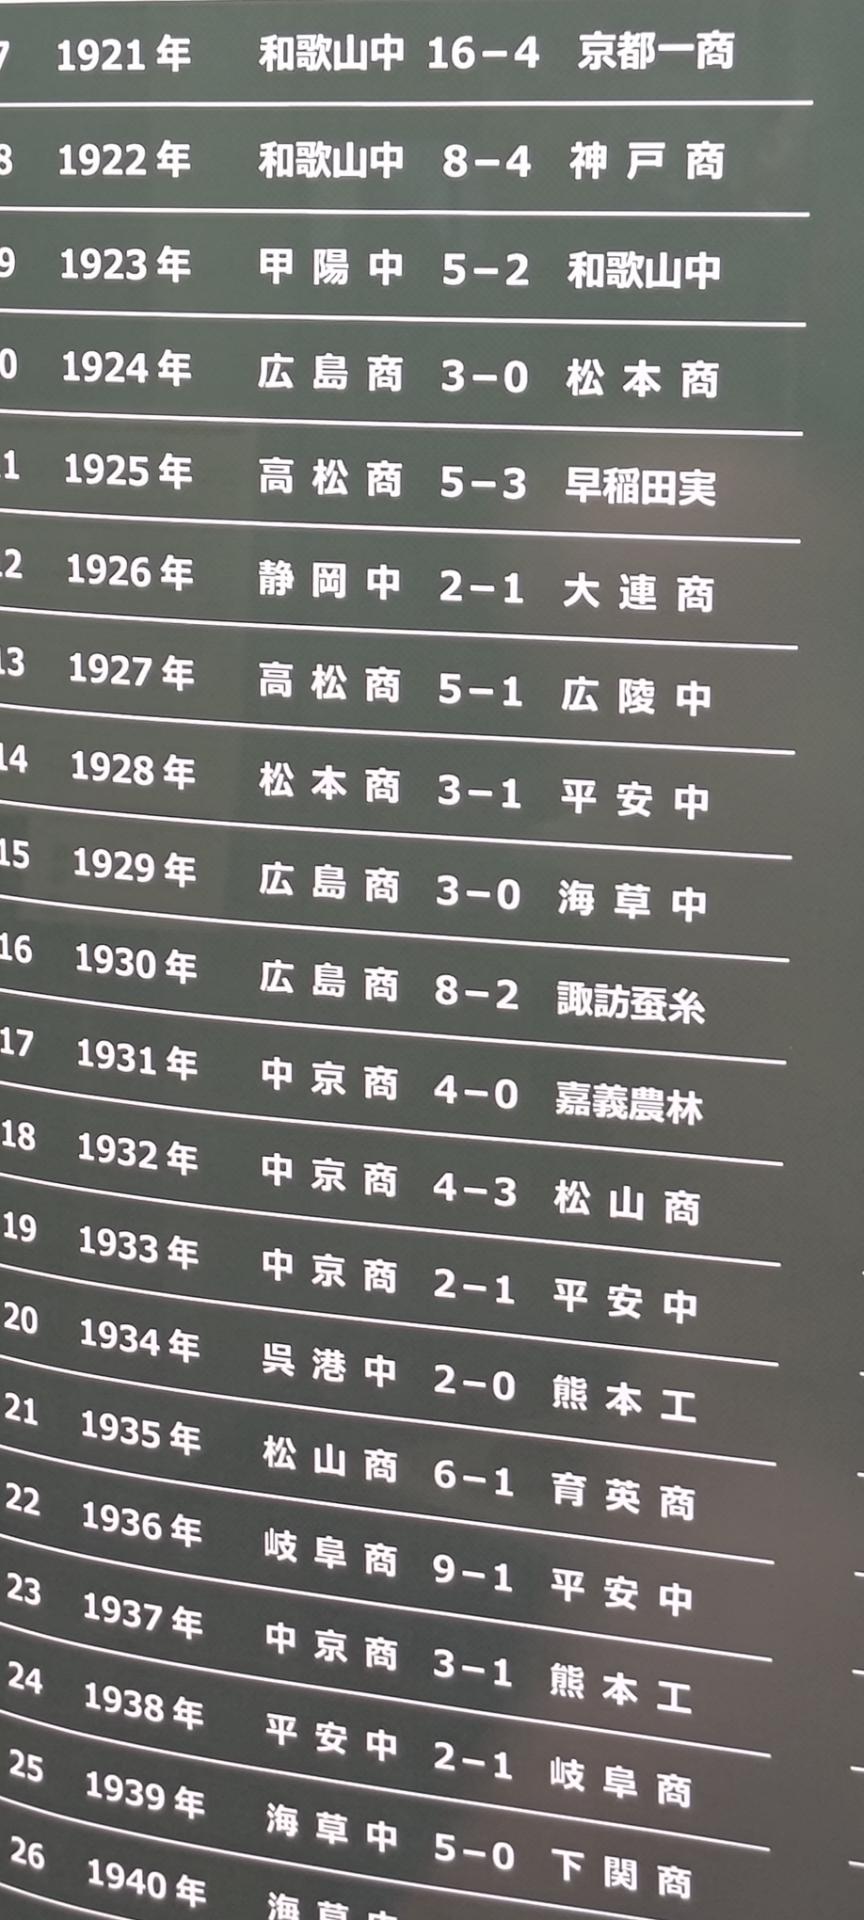 7 1921年 和歌山中 16-4 京都一商
8 1922年 和歌山中 8-4 神戸商
9 1923年 甲陽中 5-2 和歌山中
0 1924年 広島商 3-0 松本商
11 1925年 高松商 5-3 早稲田実
12 1926年 静岡中 2-1 大連商
13 1927年 高松商 5-1 広陵中
14 1928年 松本商 3-1 平安中
15 1929年 広島商 3-0 海草中
16 1930年 広島商 8-2 諏訪蚕糸
17 1931年 中京商 4-0 嘉義農林
18 1932年 中京商 4-3 松山商
19 1933年 中京商 2-1 平安中
20 1934年 呉港中 2-0 熊本工
21 1935年 松山商 6-1 育英商
22 1936年 岐阜商 9-1 平安中
23 1937年 中京商 3-1 熊本工
24 1938年 平安中 2-1 岐阜商
25 1939年 海草中 5-0 下関商
26 1940年 海草中